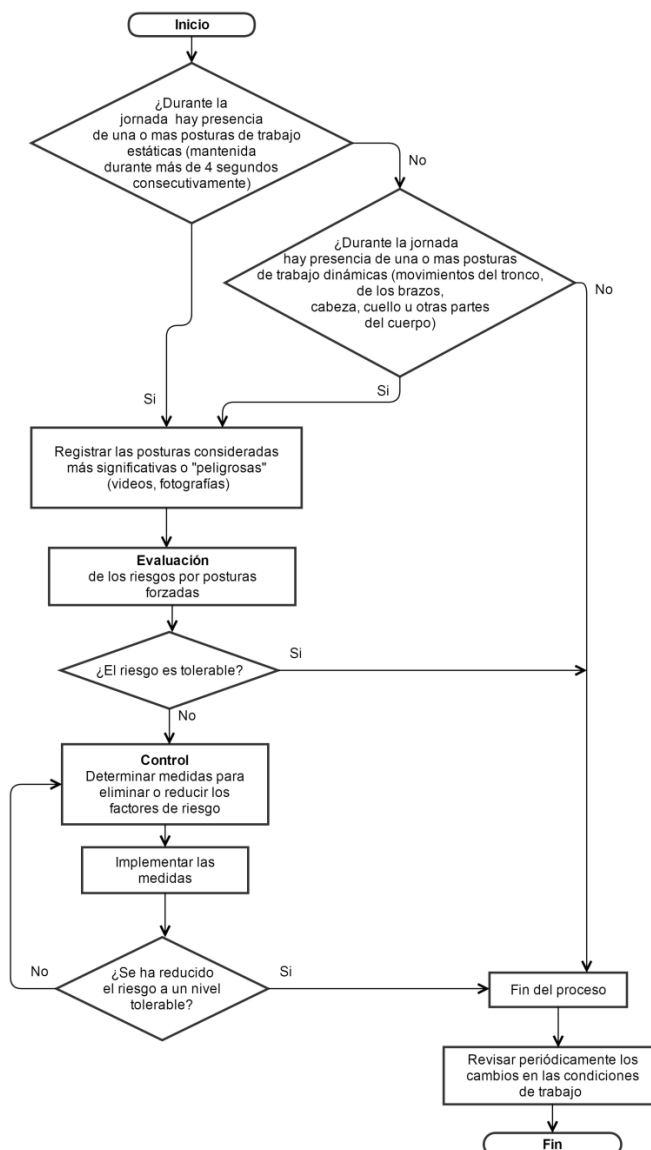 Inicio
¿Durante la
jornada hay presencia
de una o mas posturas de trabajo
estáticas (mantenida
durante más de 4 segundos
consecutivamente)
No
¿Durante la jornada
hay presencia de una o mas posturas
de trabajo dinámicas (movimientos del tronco,
de los brazos,
cabeza, cuello u otras partes
del cuerpo)
No
Si
Si
Registrar las posturas consideradas
más significativas o "peligrosas"
(videos, fotografías)
Evaluación
de los riesgos por posturas
forzadas
¿El riesgo es tolerable?
Si
No
Control
Determinar medidas para
eliminar o reducir los
factores de riesgo
Implementar las
medidas
¿Se ha reducido
el riesgo a un nivel
tolerable?
No
Si
Fin del proceso
Revisar periódicamente los
cambios en las condiciones
de trabajo
Fin